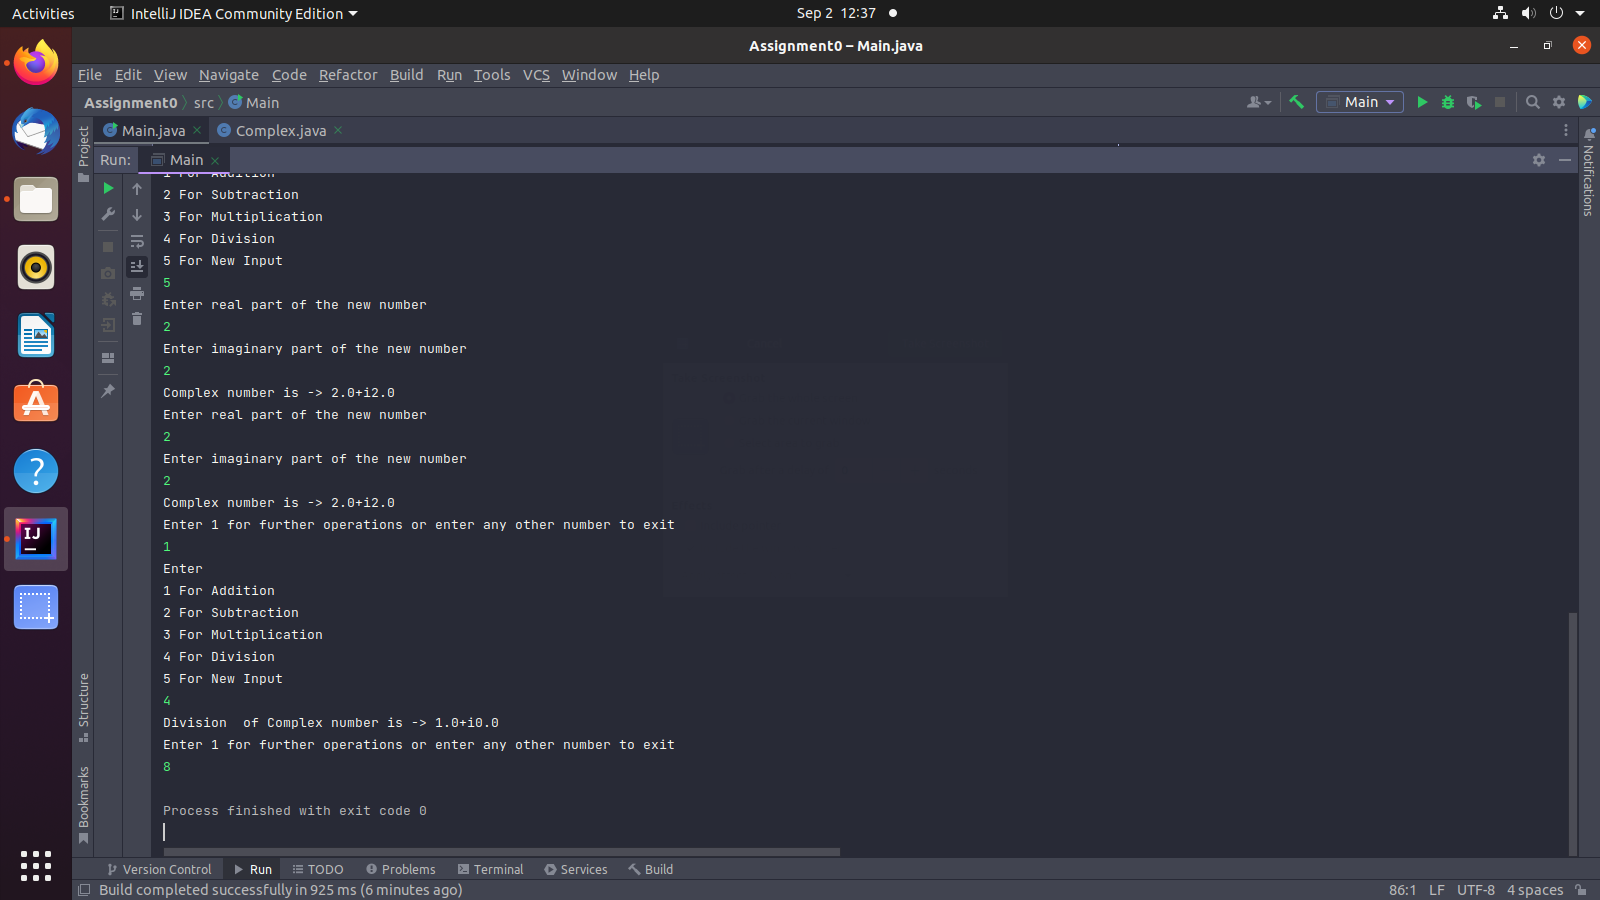 Activities
IntelliJ IDEA Community Edition
Sep 2 12:37
Assignment0 – Main.java
File Edit View Navigate Code Refactor Build Run Tools VCS Window Help
Assignment0 src Main
Main
Main.java
Complex.java
Project
Run: Main
Notifications
1 For Addition
2 For Subtraction
3 For Multiplication
4 For Division
5 For New Input
5
Enter real part of the new number
2
Enter imaginary part of the new number
2
Complex number is -> 2.0+i2.0
Enter real part of the new number
2
Enter imaginary part of the new number
2
Complex number is -> 2.0+i2.0
Enter 1 for further operations or enter any other number to exit
1
Enter
1 For Addition
2 For Subtraction
3 For Multiplication
4 For Division
5 For New Input
4
Division  of Complex number is -> 1.0+i0.0
Enter 1 for further operations or enter any other number to exit
8
Process finished with exit code 0
Structure
Bookmarks
IJ
Version Control Run TODO Problems Terminal Services Build
Build completed successfully in 925 ms (6 minutes ago)
86:1 LF UTF-8 4 spaces